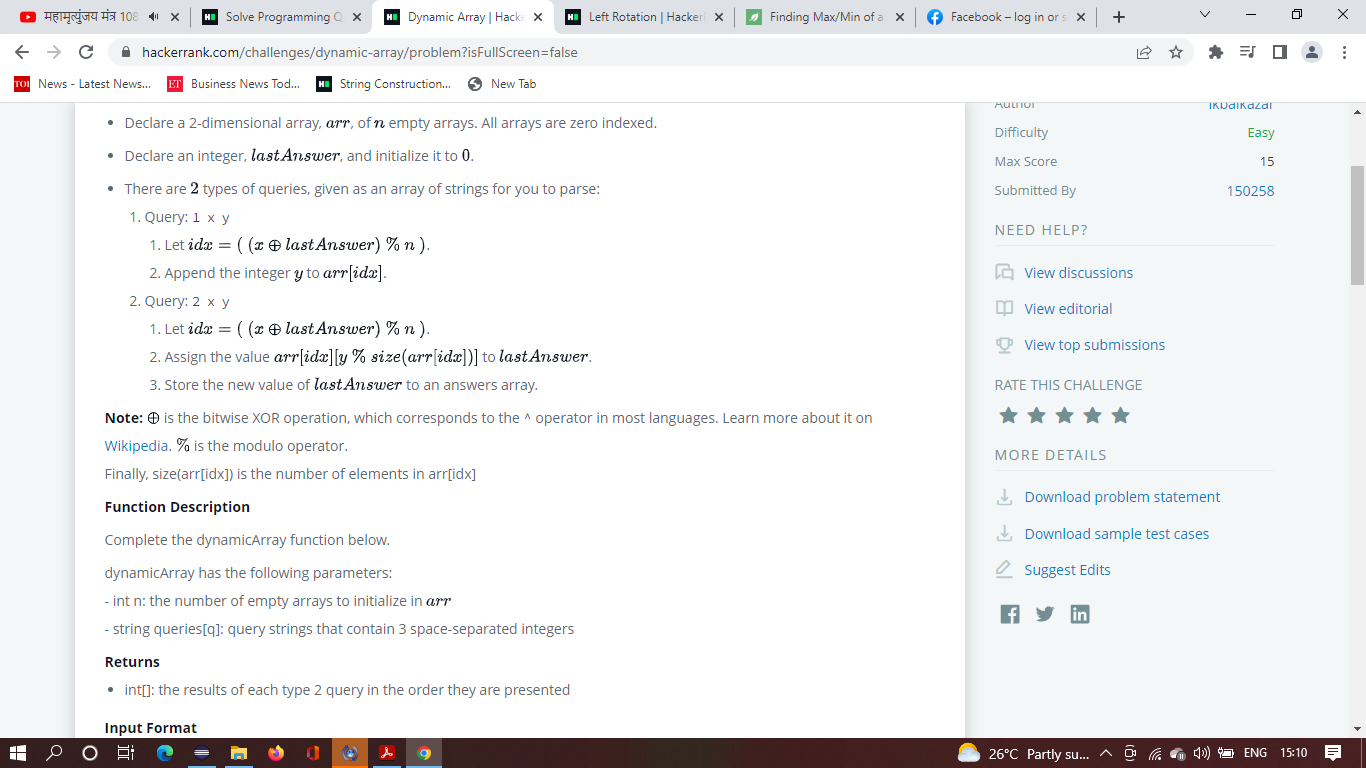 महामृत्युंजय मंत्र 108
Solve Programming Q
Dynamic Array | Hacke
Left Rotation | Hacker
Finding Max/Min of a
Facebook – log in or s
hackerrank.com/challenges/dynamic-array/problem?isFullScreen=false
TOI News - Latest News...
ET Business News Tod...
String Construction...
New Tab
Declare a 2-dimensional array, arr, of n empty arrays. All arrays are zero indexed.
Declare an integer, lastAnswer, and initialize it to 0.
There are 2 types of queries, given as an array of strings for you to parse:
1. Query: 1 x y
1. Let idx = ( (x ⊕ lastAnswer) % n ).
2. Append the integer y to arr[idx].
2. Query: 2 x y
1. Let idx = ( (x ⊕ lastAnswer) % n ).
2. Assign the value arr[idx][y % size(arr[idx])] to lastAnswer.
3. Store the new value of lastAnswer to an answers array.
Note: ⊕ is the bitwise XOR operation, which corresponds to the ^ operator in most languages. Learn more about it on
Wikipedia. % is the modulo operator.
Finally, size(arr[idx]) is the number of elements in arr[idx]
Function Description
Complete the dynamicArray function below.
dynamicArray has the following parameters:
- int n: the number of empty arrays to initialize in arr
- string queries[q]: query strings that contain 3 space-separated integers
Returns
int[]: the results of each type 2 query in the order they are presented
Input Format
Author
Difficulty Easy
Max Score 15
Submitted By 150258
NEED HELP?
View discussions
View editorial
View top submissions
RATE THIS CHALLENGE
MORE DETAILS
Download problem statement
Download sample test cases
Suggest Edits
26°C Partly su...
ENG
15:10